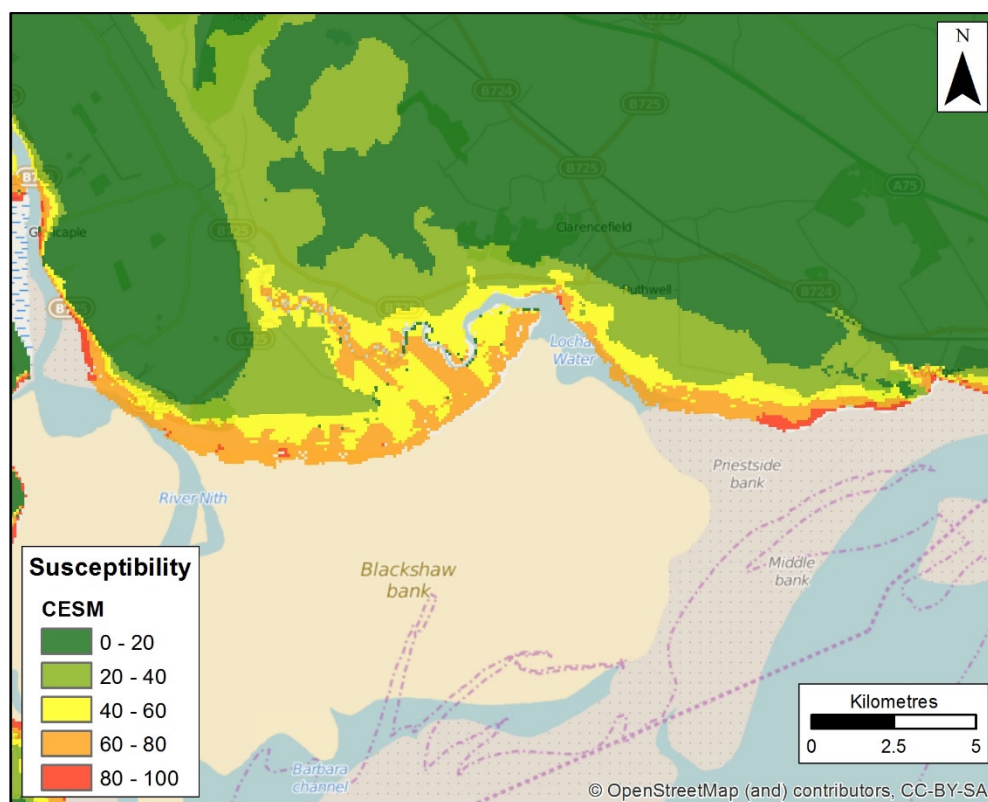 N
B724
B725
B725
A75
Clarencefield
B725
Ruthwell
B724
B725
Lochar
Water
Priestside
bank
River Nith
Middle
bank
Blackshaw
bank
Barbara
channel
Susceptibility
CESM
0 - 20
20 - 40
40 - 60
60 - 80
80 - 100
Kilometres
0 2.5 5
© OpenStreetMap (and) contributors, CC-BY-SA